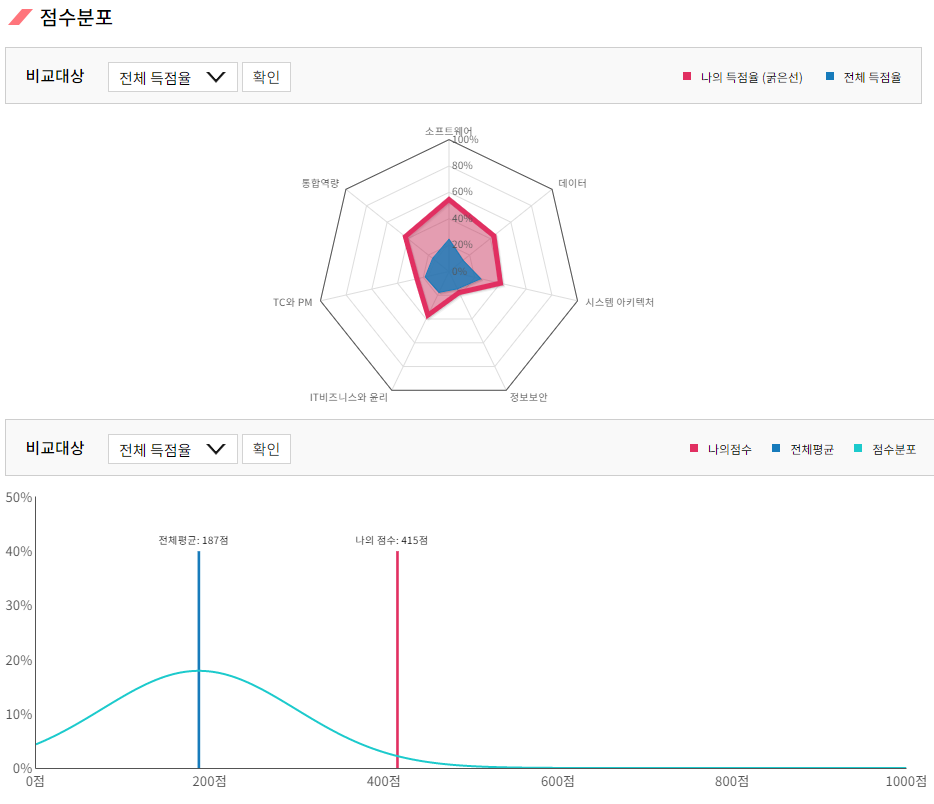 점수분포
비교대상 전체 득점율 확인 나의 득점율 (굵은선) 전체 득점율
소프트웨어
100%
80%
60%
40%
20%
0%
통합역량 데이터
TC와 PM 시스템 아키텍처
IT비즈니스와 윤리 정보보안
비교대상 전체 득점율 확인 나의점수 전체평균 점수분포
50%
전체평균: 187점 나의 점수: 415점
40%
30%
20%
10%
0%
0점 200점 400점 600점 800점 1000점